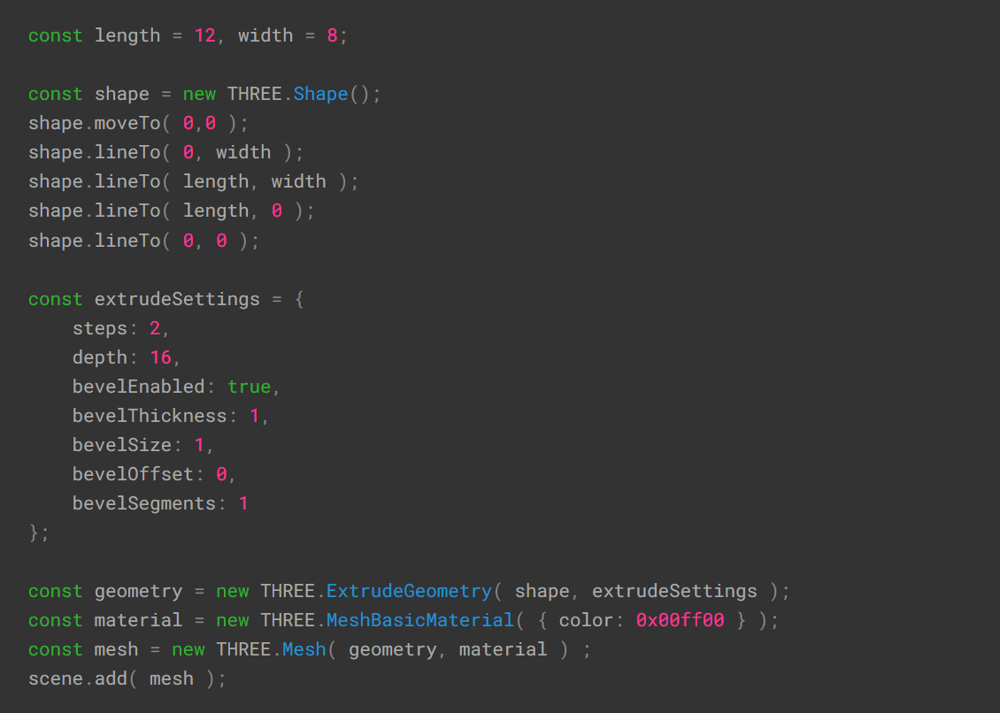 const length = 12, width = 8;

const shape = new THREE.Shape();
shape.moveTo( 0,0 );
shape.lineTo( 0, width );
shape.lineTo( length, width );
shape.lineTo( length, 0 );
shape.lineTo( 0, 0 );

const extrudeSettings = {
    steps: 2,
    depth: 16,
    bevelEnabled: true,
    bevelThickness: 1,
    bevelSize: 1,
    bevelOffset: 0,
    bevelSegments: 1
};

const geometry = new THREE.ExtrudeGeometry( shape, extrudeSettings );
const material = new THREE.MeshBasicMaterial( { color: 0x00ff00 } );
const mesh = new THREE.Mesh( geometry, material ) ;
scene.add( mesh );